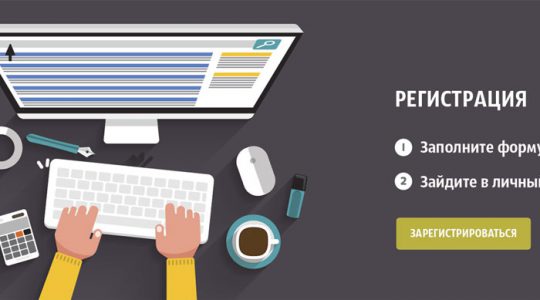 РЕГИСТРАЦИЯ
1 Заполните форму
2 Зайдите в личный
ЗАРЕГИСТРИРОВАТЬСЯ